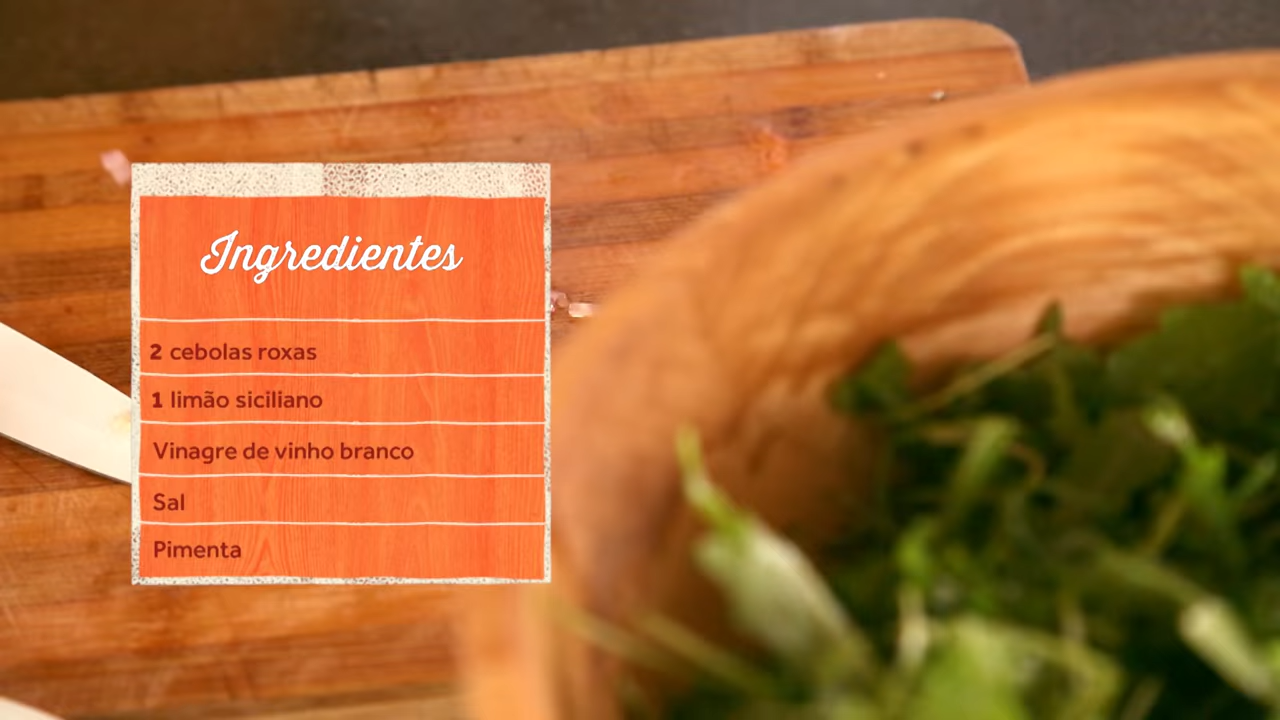 Ingredientes
2 cebolas roxas
1 limão siciliano
Vinagre de vinho branco
Sal
Pimenta